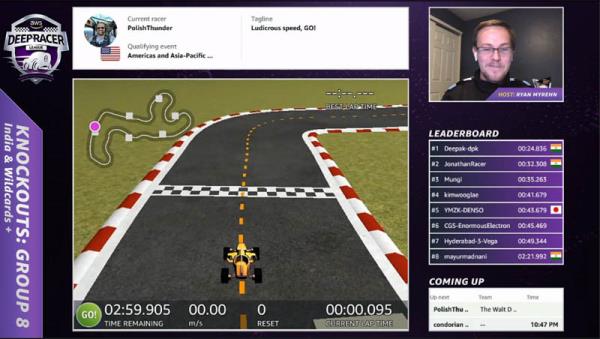 aws
DEEPRACER
LEAGUE
KNOCKOUTS: GROUP 8
India & Wildcards +
Current racer
PolishThunder
Qualifying event
Americas and Asia-Pacific ...
Tagline
Ludicrous speed, GO!
HOST: RYAN MYREHN
--:--.---
BEST LAP TIME
GO!
02:59.905
TIME REMAINING
00.00
m/s
0
RESET
00:00.095
CURRENT LAP TIME
LEADERBOARD
#1 Deepak-dpk 00:24.836
#2 JonathanRacer 00:32.308
#3 Mungi 00:35.263
#4 kimwooglae 00:41.679
#5 YMZK-DENSO 00:43.679
#6 CGS-EnormousElectron 00:45.469
#7 Hyderabad-3-Vega 00:49.344
#8 mayurmadnani 02:21.992
COMING UP
Up next Team Time
PolishThu .. The Walt D ..
condorian .. -- 10:47 PM